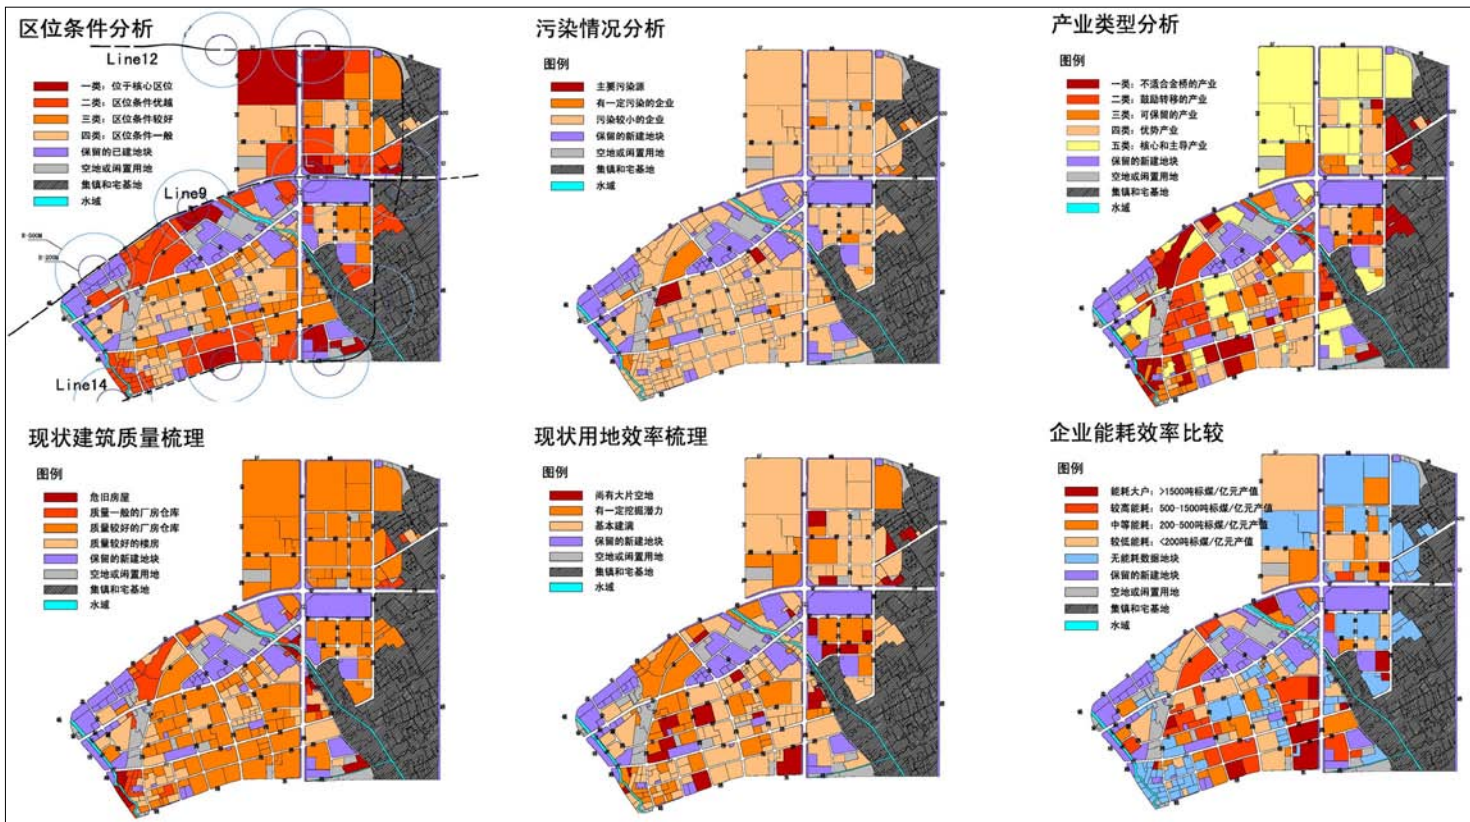 区位条件分析
Line12
一类：位于核心区位
二类：区位条件优越
三类：区位条件较好
四类：区位条件一般
保留的已建地块
空地或闲置用地
集镇和宅基地
水域
Line9
R=500M
R=200M
Line14
污染情况分析
图例
主要污染源
有一定污染的企业
污染较小的企业
保留的新建地块
空地或闲置用地
集镇和宅基地
水域
产业类型分析
图例
一类：不适合金桥的产业
二类：鼓励转移的产业
三类：可保留的产业
四类：优势产业
五类：核心和主导产业
保留的新建地块
空地或闲置用地
集镇和宅基地
水域
现状建筑质量梳理
图例
危旧房屋
质量一般的厂房仓库
质量较好的厂房仓库
质量较好的楼房
保留的新建地块
空地或闲置用地
集镇和宅基地
水域
现状用地效率梳理
图例
尚有大片空地
有一定挖掘潜力
基本建满
保留的新建地块
空地或闲置用地
集镇和宅基地
水域
企业能耗效率比较
图例
能耗大户：>1500吨标煤/亿元产值
较高能耗：500-1500吨标煤/亿元产值
中等能耗：200-500吨标煤/亿元产值
较低能耗：<200吨标煤/亿元产值
无能耗数据地块
保留的新建地块
空地或闲置用地
集镇和宅基地
水域